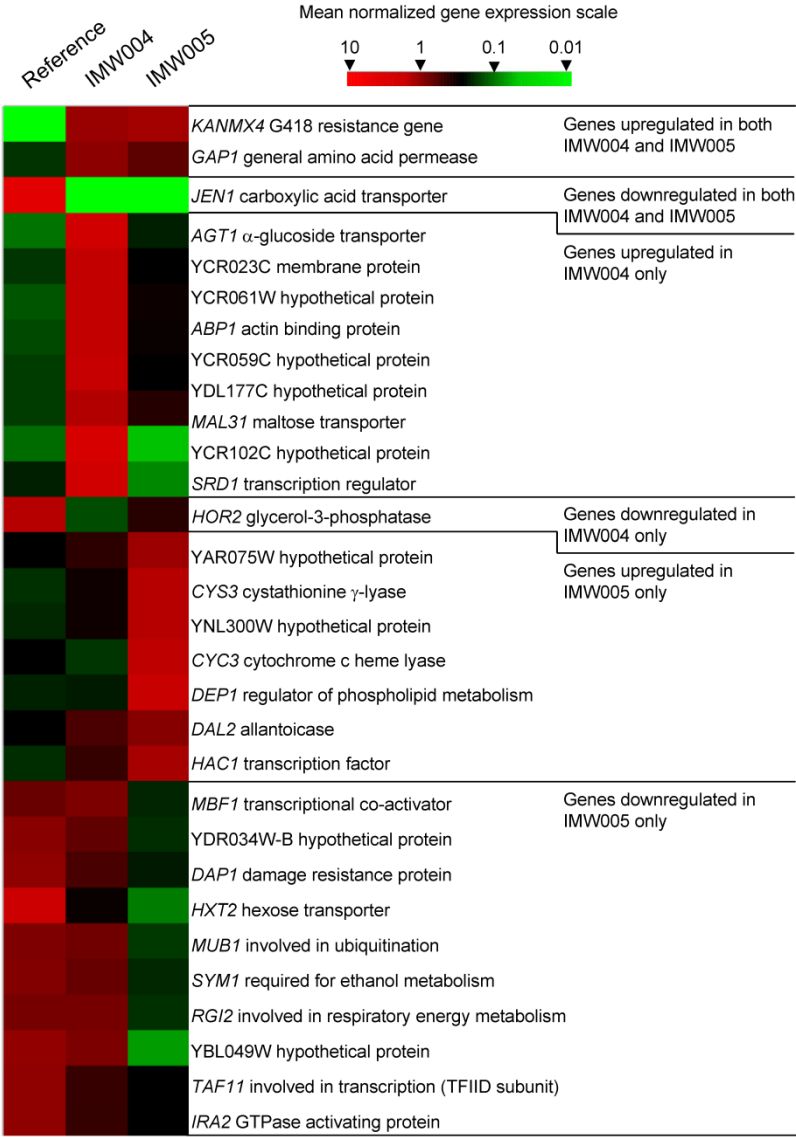 Mean normalized gene expression scale
10 1 0.1 0.01
Reference IMW004 IMW005
KANMX4 G418 resistance gene
GAP1 general amino acid permease
Genes upregulated in both
IMW004 and IMW005
JEN1 carboxylic acid transporter
Genes downregulated in both
IMW004 and IMW005
AGT1 α-glucoside transporter
YCR023C membrane protein
YCR061W hypothetical protein
ABP1 actin binding protein
YCR059C hypothetical protein
YDL177C hypothetical protein
MAL31 maltose transporter
YCR102C hypothetical protein
SRD1 transcription regulator
Genes upregulated in
IMW004 only
HOR2 glycerol-3-phosphatase
Genes downregulated in
IMW004 only
YAR075W hypothetical protein
CYS3 cystathionine γ-lyase
YNL300W hypothetical protein
CYC3 cytochrome c heme lyase
DEP1 regulator of phospholipid metabolism
DAL2 allantoicase
HAC1 transcription factor
Genes upregulated in
IMW005 only
MBF1 transcriptional co-activator
YDR034W-B hypothetical protein
DAP1 damage resistance protein
HXT2 hexose transporter
MUB1 involved in ubiquitination
SYM1 required for ethanol metabolism
RGI2 involved in respiratory energy metabolism
YBL049W hypothetical protein
TAF11 involved in transcription (TFIID subunit)
IRA2 GTPase activating protein
Genes downregulated in
IMW005 only